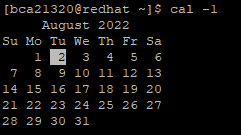 [bca21320@redhat ~]$ cal -1
August 2022
Su Mo Tu We Th Fr Sa
1 2 3 4 5 6
7 8 9 10 11 12 13
14 15 16 17 18 19 20
21 22 23 24 25 26 27
28 29 30 31